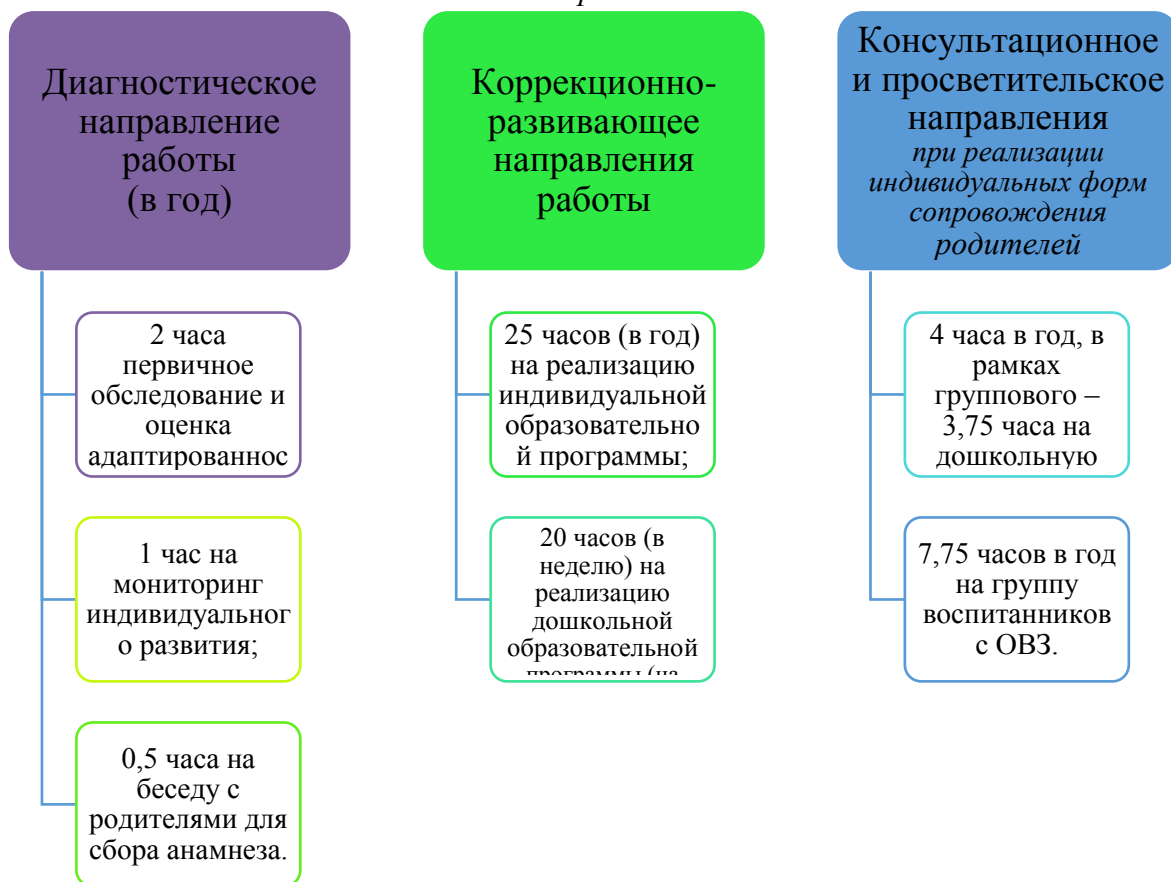 Диагностическое
направление
работы
(в год)
2 часа
первичное
обследование и
оценка
адаптированнос
1 час на
мониторинг
индивидуальног
о развития;
0,5 часа на
беседу с
родителями для
сбора анамнеза.
Коррекционно-
развивающее
направления
работы
25 часов (в год)
на реализацию
индивидуальной
образовательно
й программы;
20 часов (в
неделю) на
реализацию
дошкольной
образовательной
программы (на
Консультационное
и просветительское
направления
при реализации
индивидуальных форм
сопровождения
родителей
4 часа в год, в
рамках
группового –
3,75 часа на
дошкольную
7,75 часов в год
на группу
воспитанников
с ОВЗ.